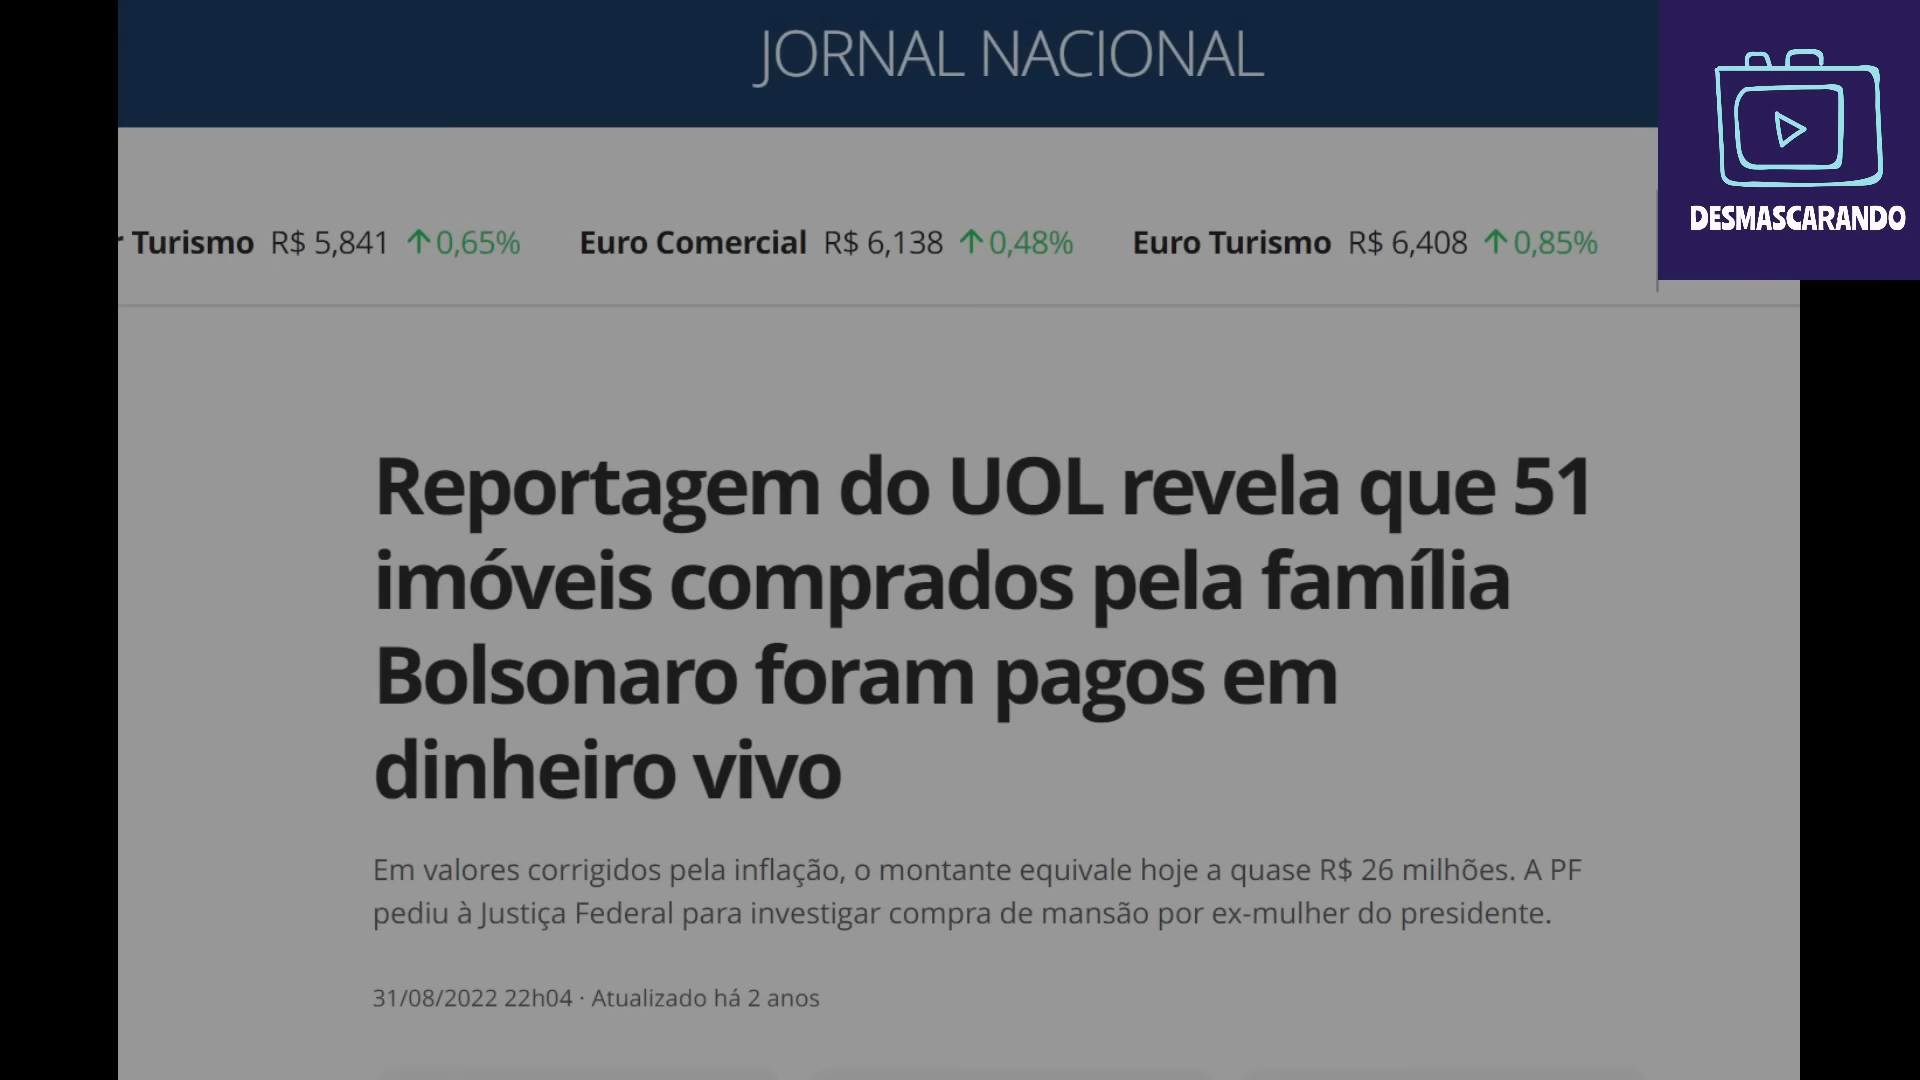 JORNAL NACIONAL
DESMASCARANDO
r Turismo R$ 5,841 ↑0,65% Euro Comercial R$ 6,138 ↑0,48% Euro Turismo R$ 6,408 ↑0,85%
Reportagem do UOL revela que 51
imóveis comprados pela família
Bolsonaro foram pagos em
dinheiro vivo
Em valores corrigidos pela inflação, o montante equivale hoje a quase R$ 26 milhões. A PF
pediu à Justiça Federal para investigar compra de mansão por ex-mulher do presidente.
31/08/2022 22h04 · Atualizado há 2 anos